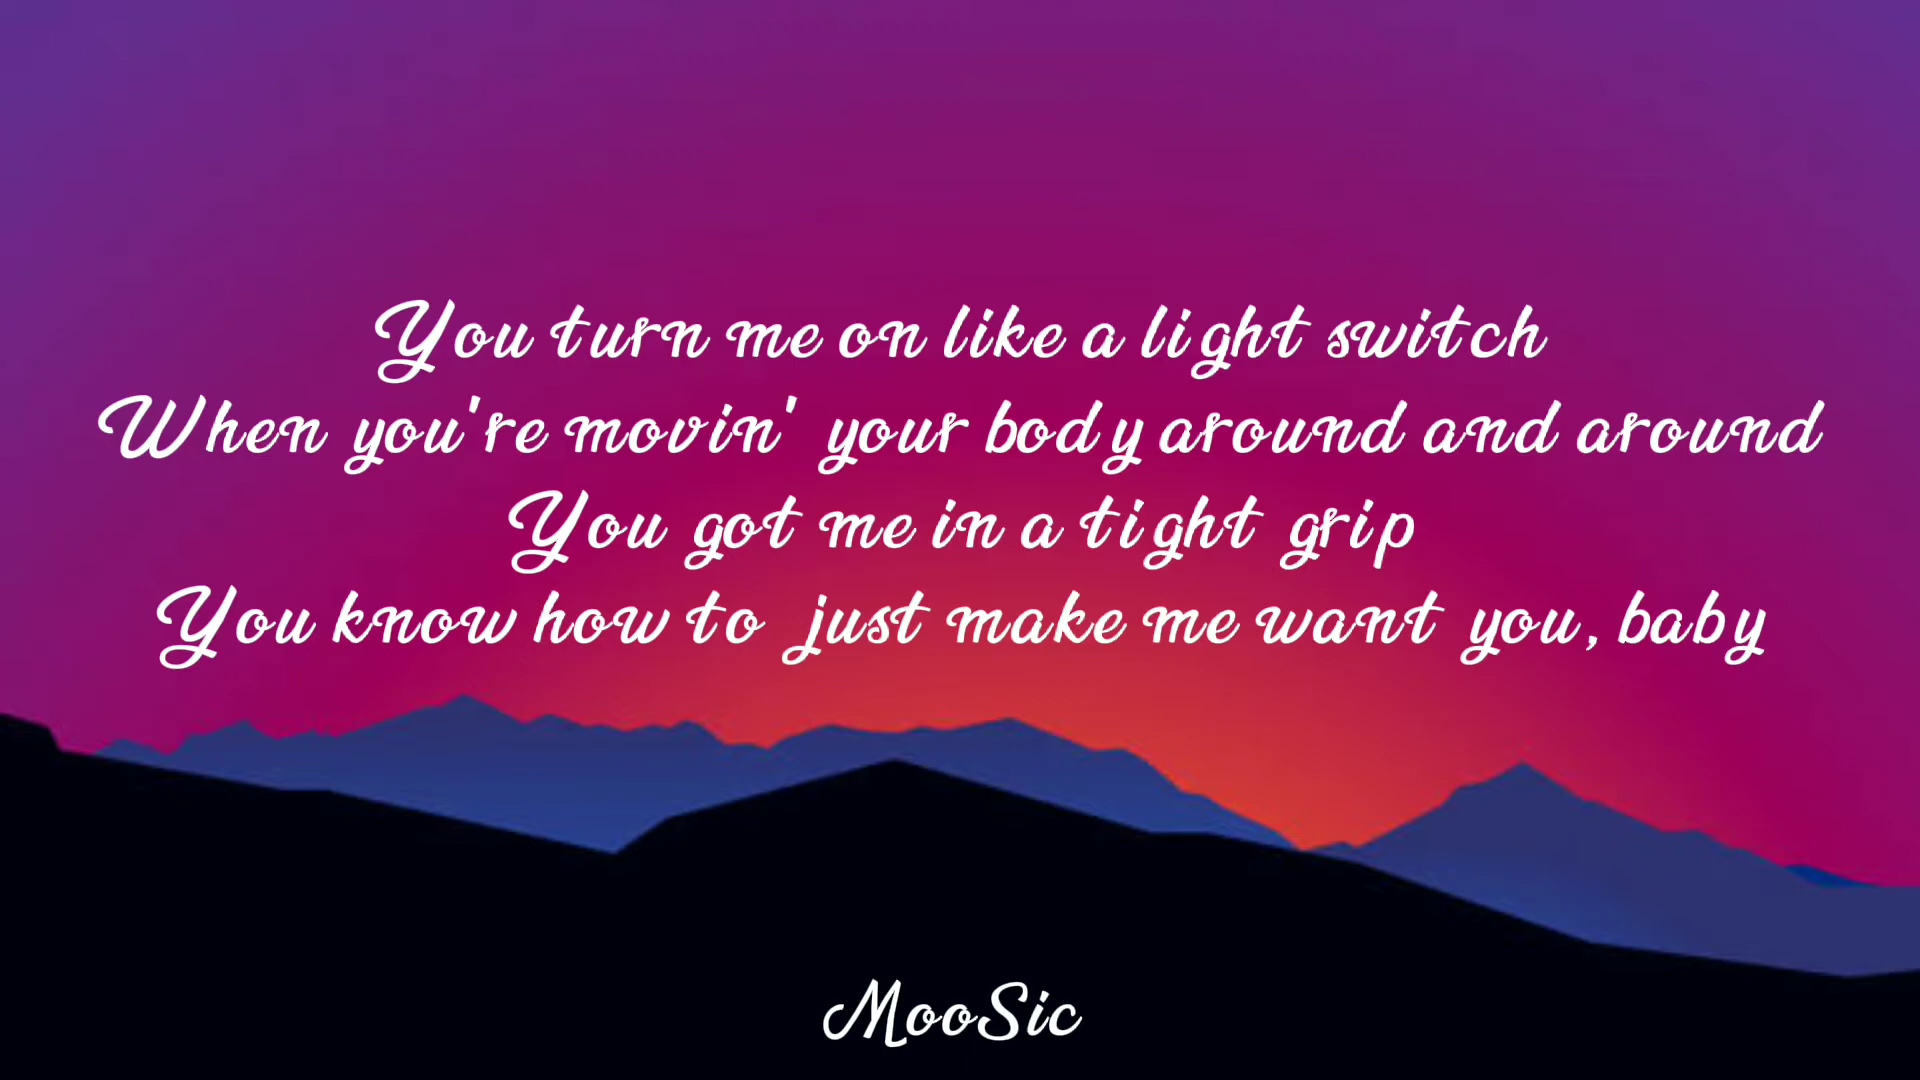 You turn me on like a light switch
When you're movin' your body around and around
You got me in a tight grip
You know how to just make me want you, baby
MooSic